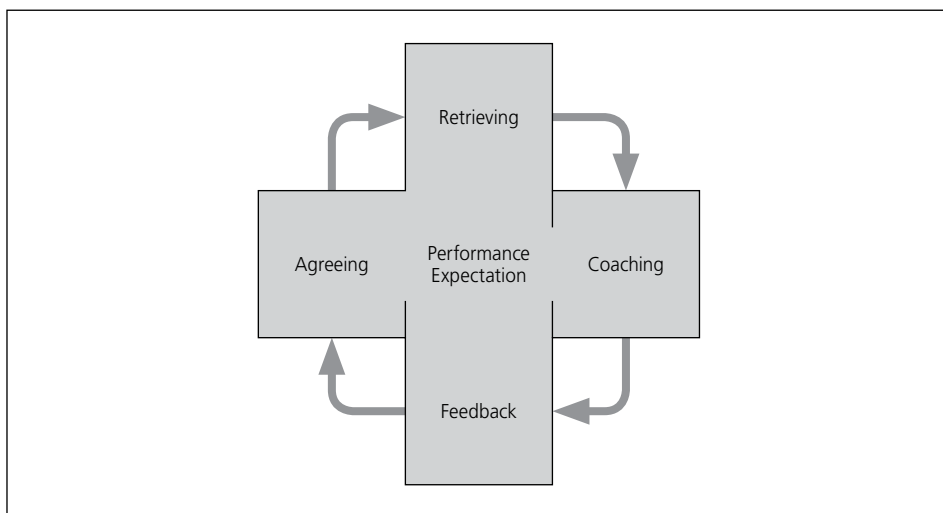 Retrieving
Agreeing
Performance
Expectation
Coaching
Feedback